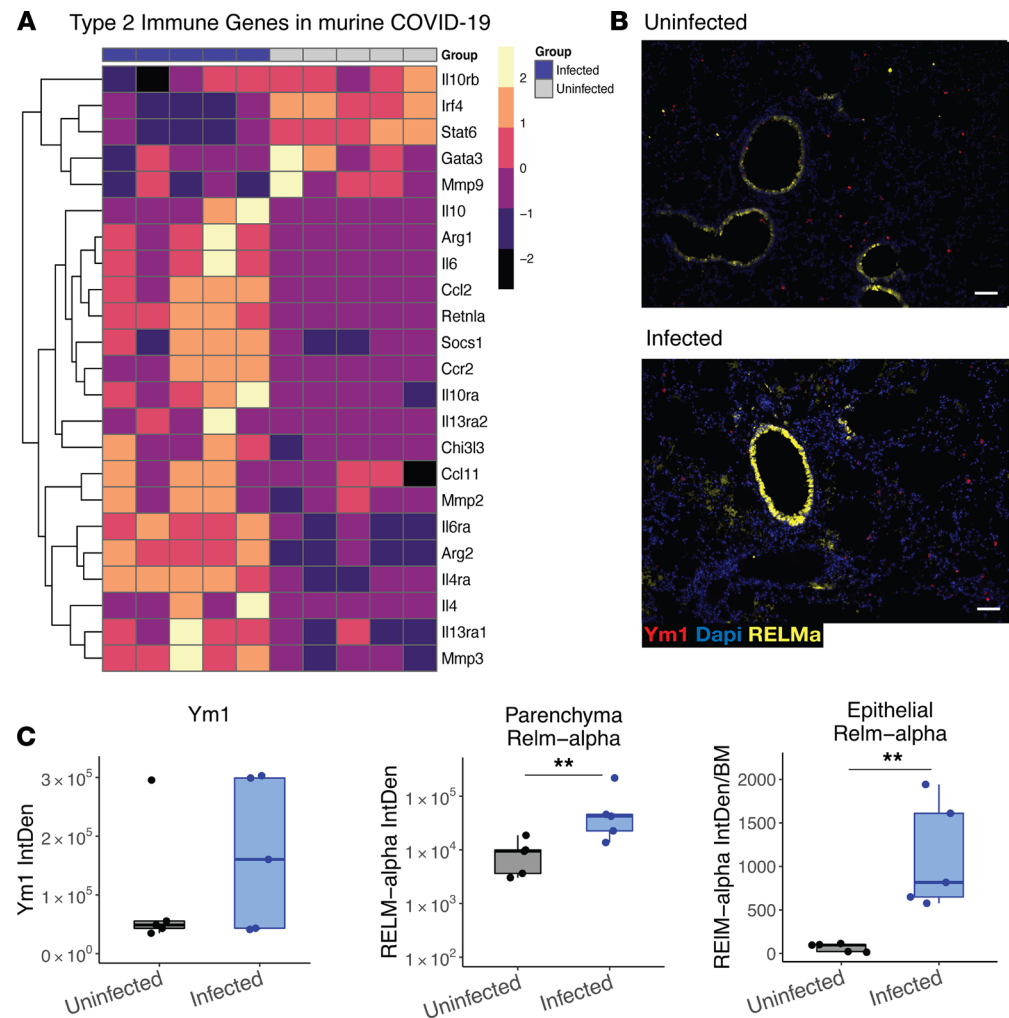 A
Type 2 Immune Genes in murine COVID-19
Group
Il10rb
Irf4
Stat6
Gata3
Mmp9
Il10
Arg1
Il6
Ccl2
Retnla
Socs1
Ccr2
Il10ra
Il13ra2
Chi3l3
Ccl11
Mmp2
Il6ra
Arg2
Il4ra
Il4
Il13ra1
Mmp3
2
1
0
−1
−2
Group
Infected
Uninfected
B
Uninfected
Infected
Ym1 Dapi RELMa
C
Ym1
Ym1 IntDen
3 × 10⁵
2 × 10⁵
1 × 10⁵
0 × 10⁰
Uninfected
Infected
Parenchyma
Relm−alpha
**
RELM−alpha IntDen
1 × 10⁵
1 × 10⁴
1 × 10³
1 × 10²
Uninfected
Infected
Epithelial
Relm−alpha
**
RElM−alpha IntDen/BM
2000
1500
1000
500
0
Uninfected
Infected